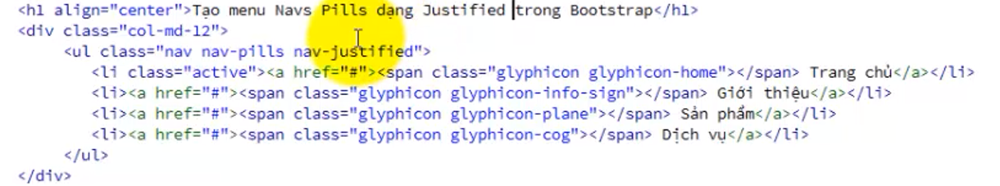 <h1 align="center">Tạo menu Navs Pills dạng Justified trong Bootstrap</h1>
<div class="col-md-12">
<ul class="nav nav-pills nav-justified">
<li class="active"><a href="#"><span class="glyphicon glyphicon-home"></span> Trang chủ</a></li>
<li><a href="#"><span class="glyphicon glyphicon-info-sign"></span> Giới thiệu</a></li>
<li><a href="#"><span class="glyphicon glyphicon-plane"></span> Sản phẩm</a></li>
<li><a href="#"><span class="glyphicon glyphicon-cog"></span> Dịch vụ</a></li>
</ul>
</div>